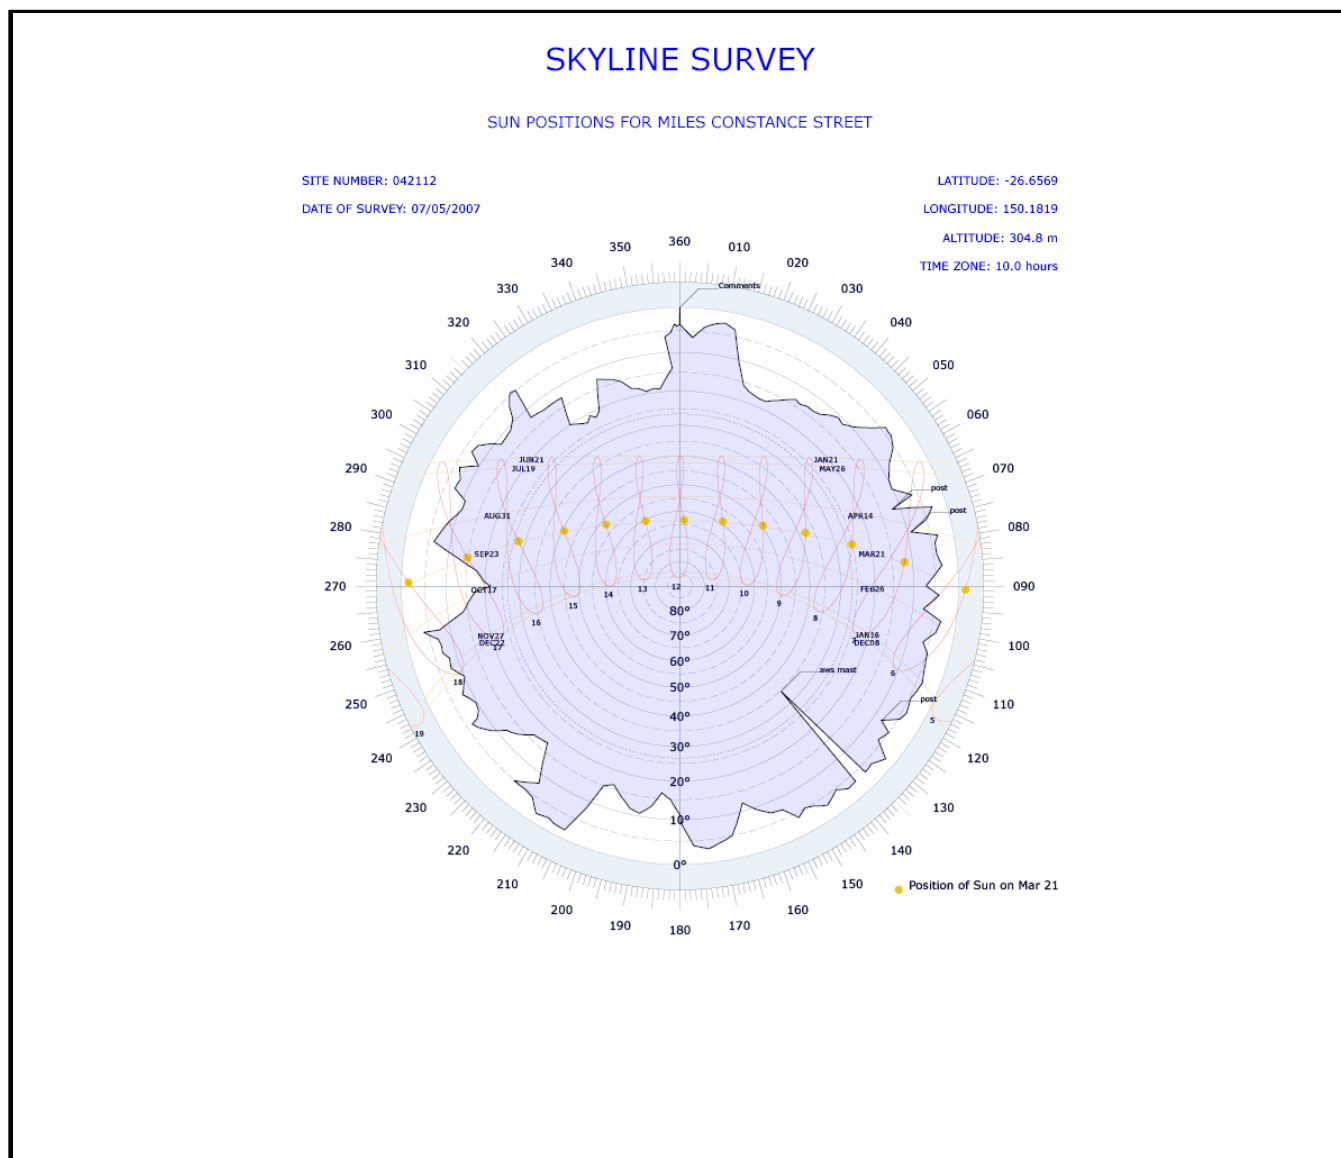 SKYLINE SURVEY
SUN POSITIONS FOR MILES CONSTANCE STREET
SITE NUMBER: 042112
LATITUDE: -26.6569
DATE OF SURVEY: 07/05/2007
LONGITUDE: 150.1819
ALTITUDE: 304.8 m
TIME ZONE: 10.0 hours
360
350
010
340
020
330
030
320
040
310
050
300
060
290
070
280
080
270
090
260
100
250
110
240
120
230
130
220
140
210
150
200
160
190
170
180
Comments
JUN21
JAN21
JUL19
MAY26
post
post
AUG31
APR14
SEP23
MAR21
OCT17
FEB26
NOV27
JAN16
DEC22
DEC08
12
11
13
10
14
15
9
16
8
17
7
18
6
19
5
80°
70°
60°
50°
40°
30°
20°
10°
0°
aws mast
post
Position of Sun on Mar 21